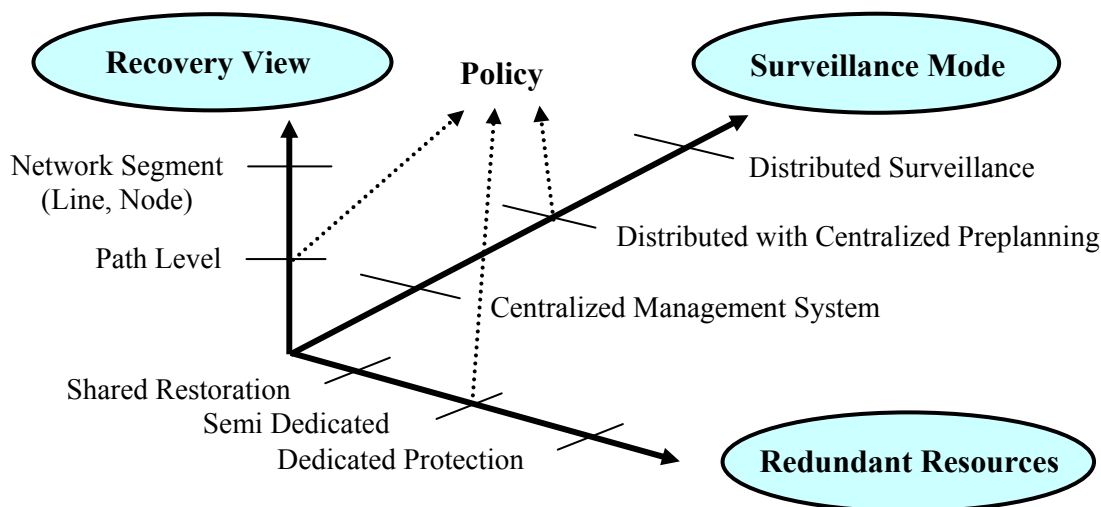 Recovery View
Policy
Surveillance Mode
Network Segment
(Line, Node)
Distributed Surveillance
Distributed with Centralized Preplanning
Path Level
Centralized Management System
Shared Restoration
Semi Dedicated
Dedicated Protection
Redundant Resources